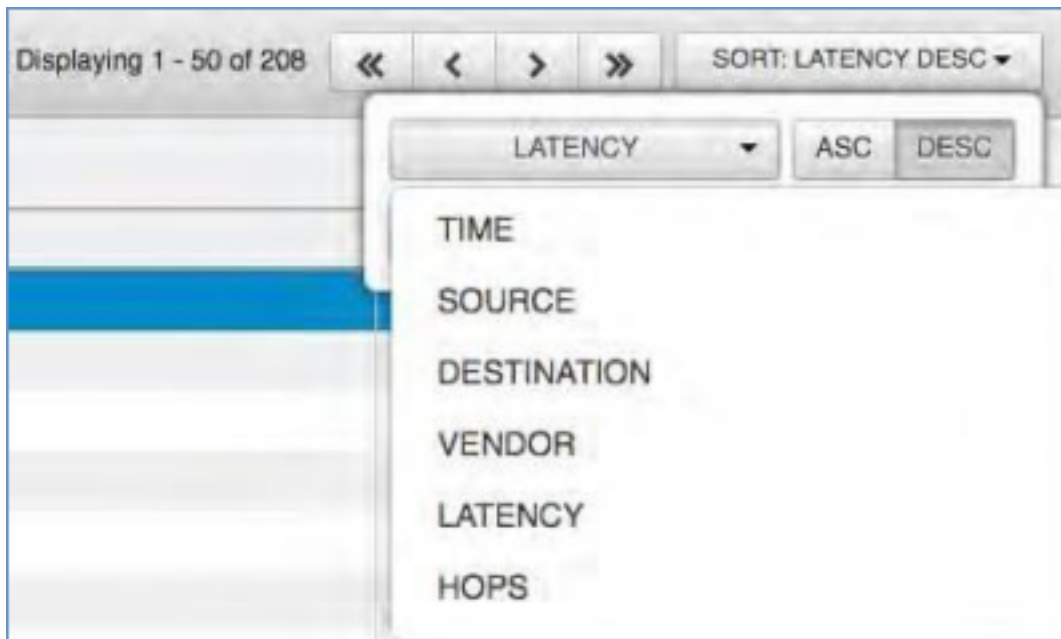 Displaying 1 - 50 of 208 « < > » SORT: LATENCY DESC
LATENCY ASC DESC
TIME
SOURCE
DESTINATION
VENDOR
LATENCY
HOPS